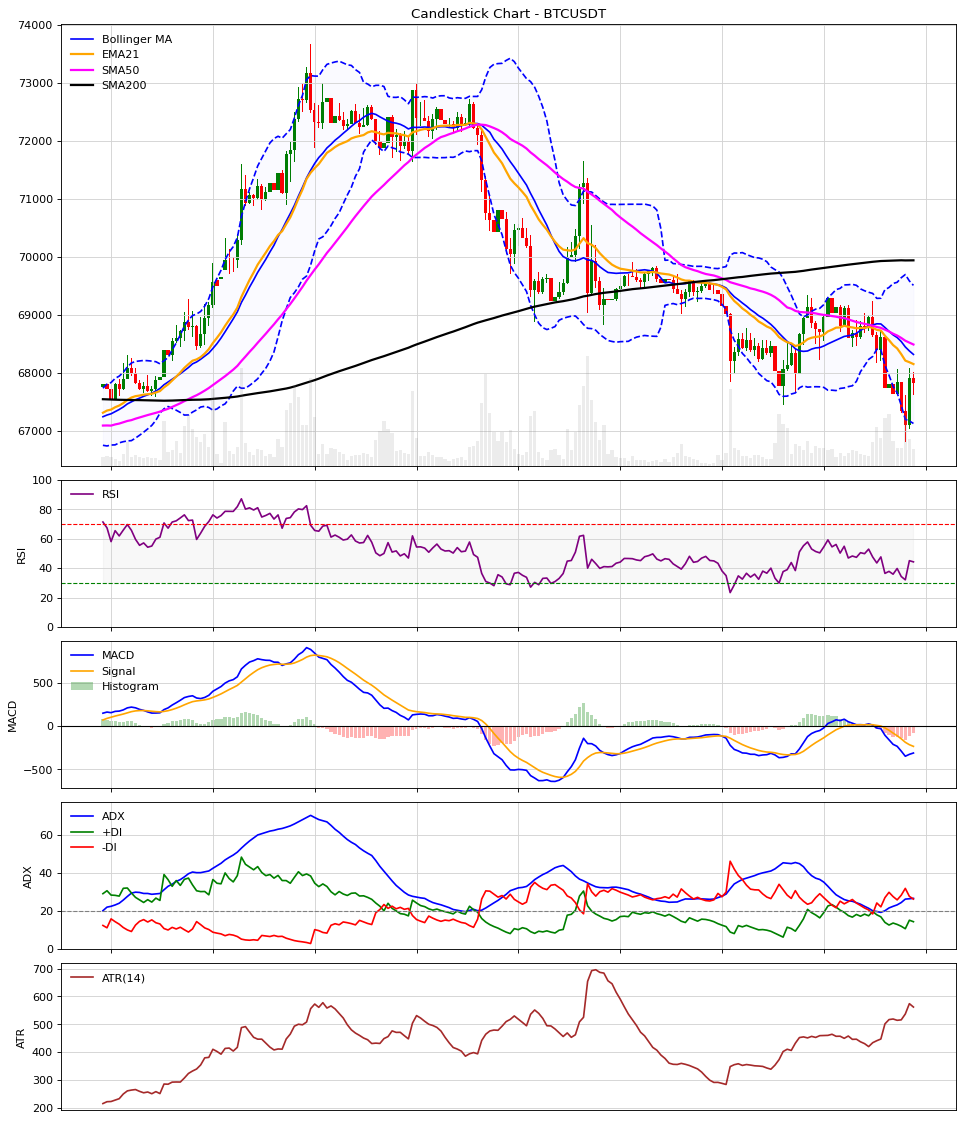 Candlestick Chart - BTCUSDT
74000
73000
72000
71000
70000
69000
68000
67000
Bollinger MA
EMA21
SMA50
SMA200
100
80
60
40
20
0
RSI
RSI
500
0
−500
MACD
MACD
Signal
Histogram
60
40
20
0
ADX
ADX
+DI
-DI
700
600
500
400
300
200
ATR
ATR(14)